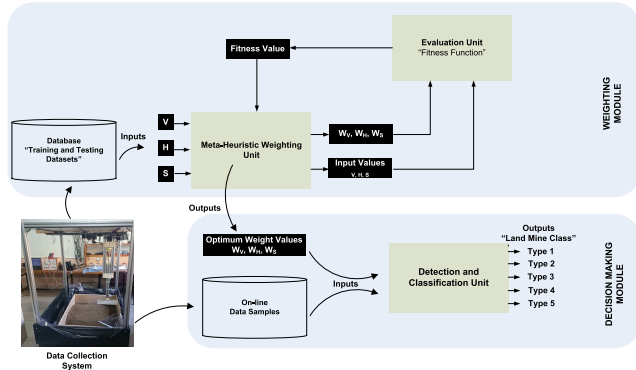 Fitness Value
Evaluation Unit
"Fitness Function"
WEIGHTING
MODULE
Database
"Training and Testing
Datasets"
Inputs
V
H
S
Meta-Heuristic Weighting
Unit
WV, WH, WS
Input Values
V, H, S
Outputs
Optimum Weight Values
WV, WH, WS
On-line
Data Samples
Inputs
Detection and
Classification Unit
Outputs
"Land Mine Class"
Type 1
Type 2
Type 3
Type 4
Type 5
DECISION MAKING
MODULE
Data Collection
System